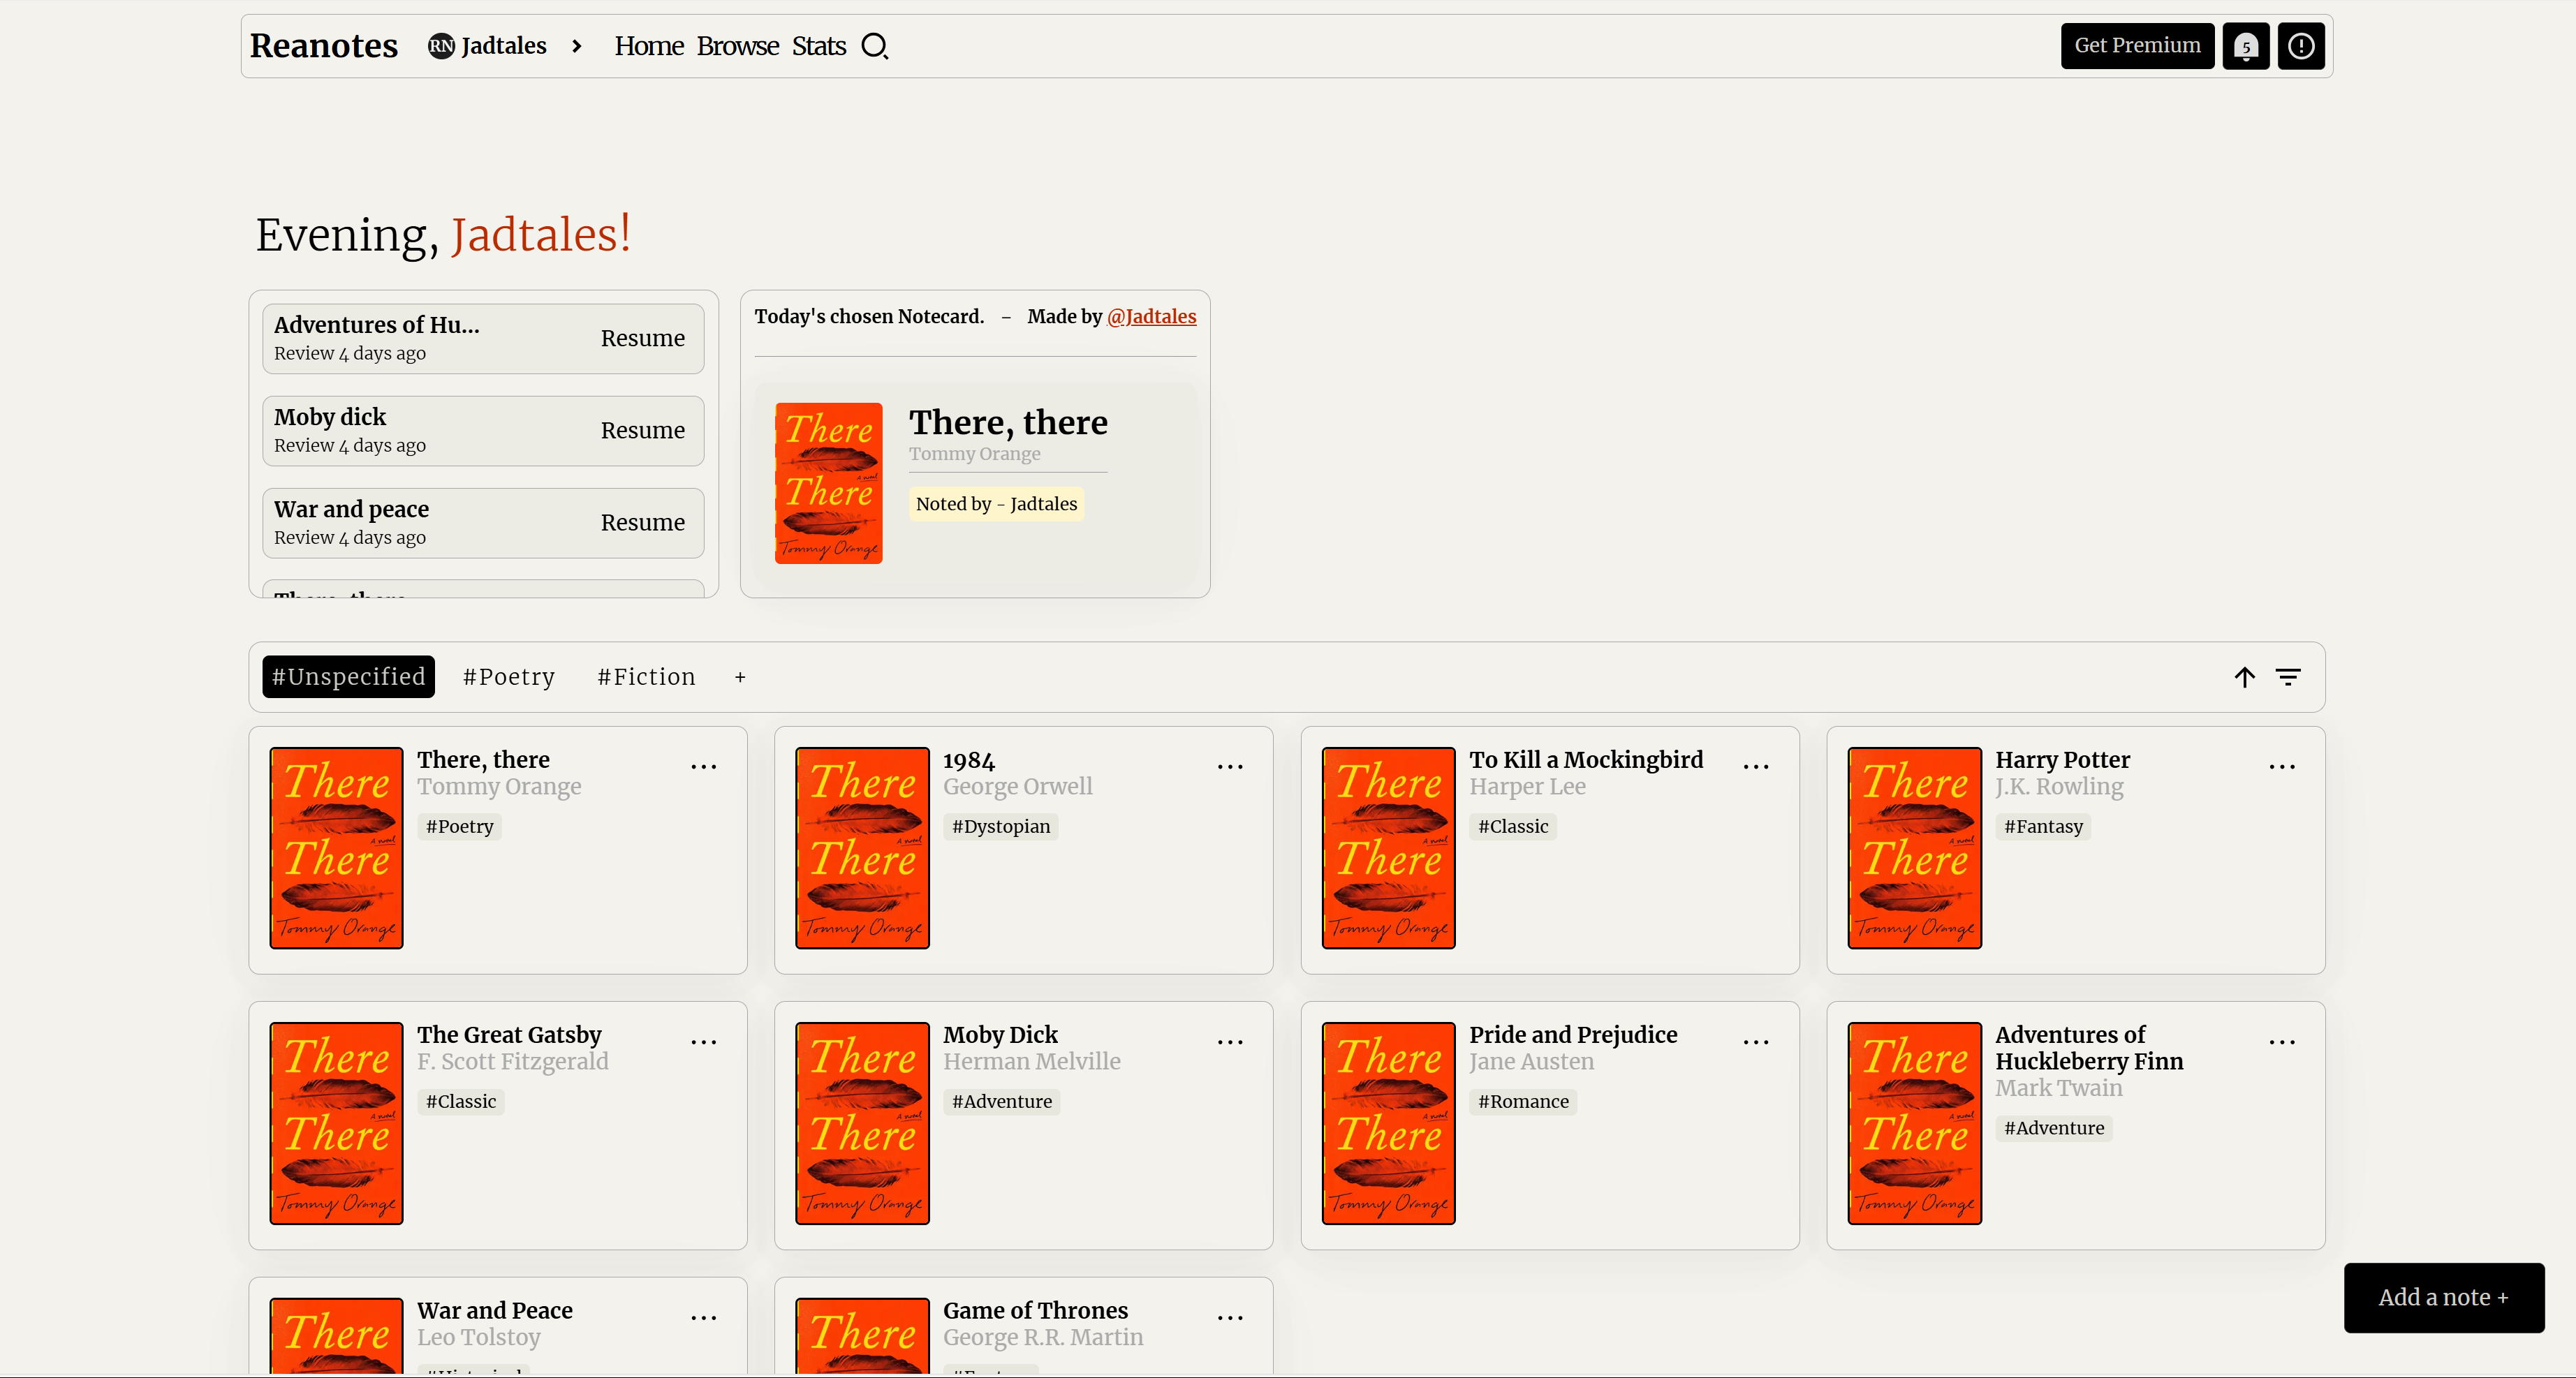 Reanotes RN Jadtales Home Browse Stats Get Premium 5
Evening, Jadtales!
Adventures of Hu...
Review 4 days ago
Resume
Moby dick
Review 4 days ago
Resume
War and peace
Review 4 days ago
Resume
There, there
Today's chosen Notecard. – Made by @Jadtales
There
A novel
There
Tommy Orange
There, there
Tommy Orange
Noted by - Jadtales
#Unspecified #Poetry #Fiction +
There
A novel
There
Tommy Orange
There, there
Tommy Orange
#Poetry
There
A novel
There
Tommy Orange
1984
George Orwell
#Dystopian
There
A novel
There
Tommy Orange
To Kill a Mockingbird
Harper Lee
#Classic
There
A novel
There
Tommy Orange
Harry Potter
J.K. Rowling
#Fantasy
There
A novel
There
Tommy Orange
The Great Gatsby
F. Scott Fitzgerald
#Classic
There
A novel
There
Tommy Orange
Moby Dick
Herman Melville
#Adventure
There
A novel
There
Tommy Orange
Pride and Prejudice
Jane Austen
#Romance
There
A novel
There
Tommy Orange
Adventures of
Huckleberry Finn
Mark Twain
#Adventure
There
War and Peace
Leo Tolstoy
#Historical
There
Game of Thrones
George R.R. Martin
#Fantasy
Add a note +